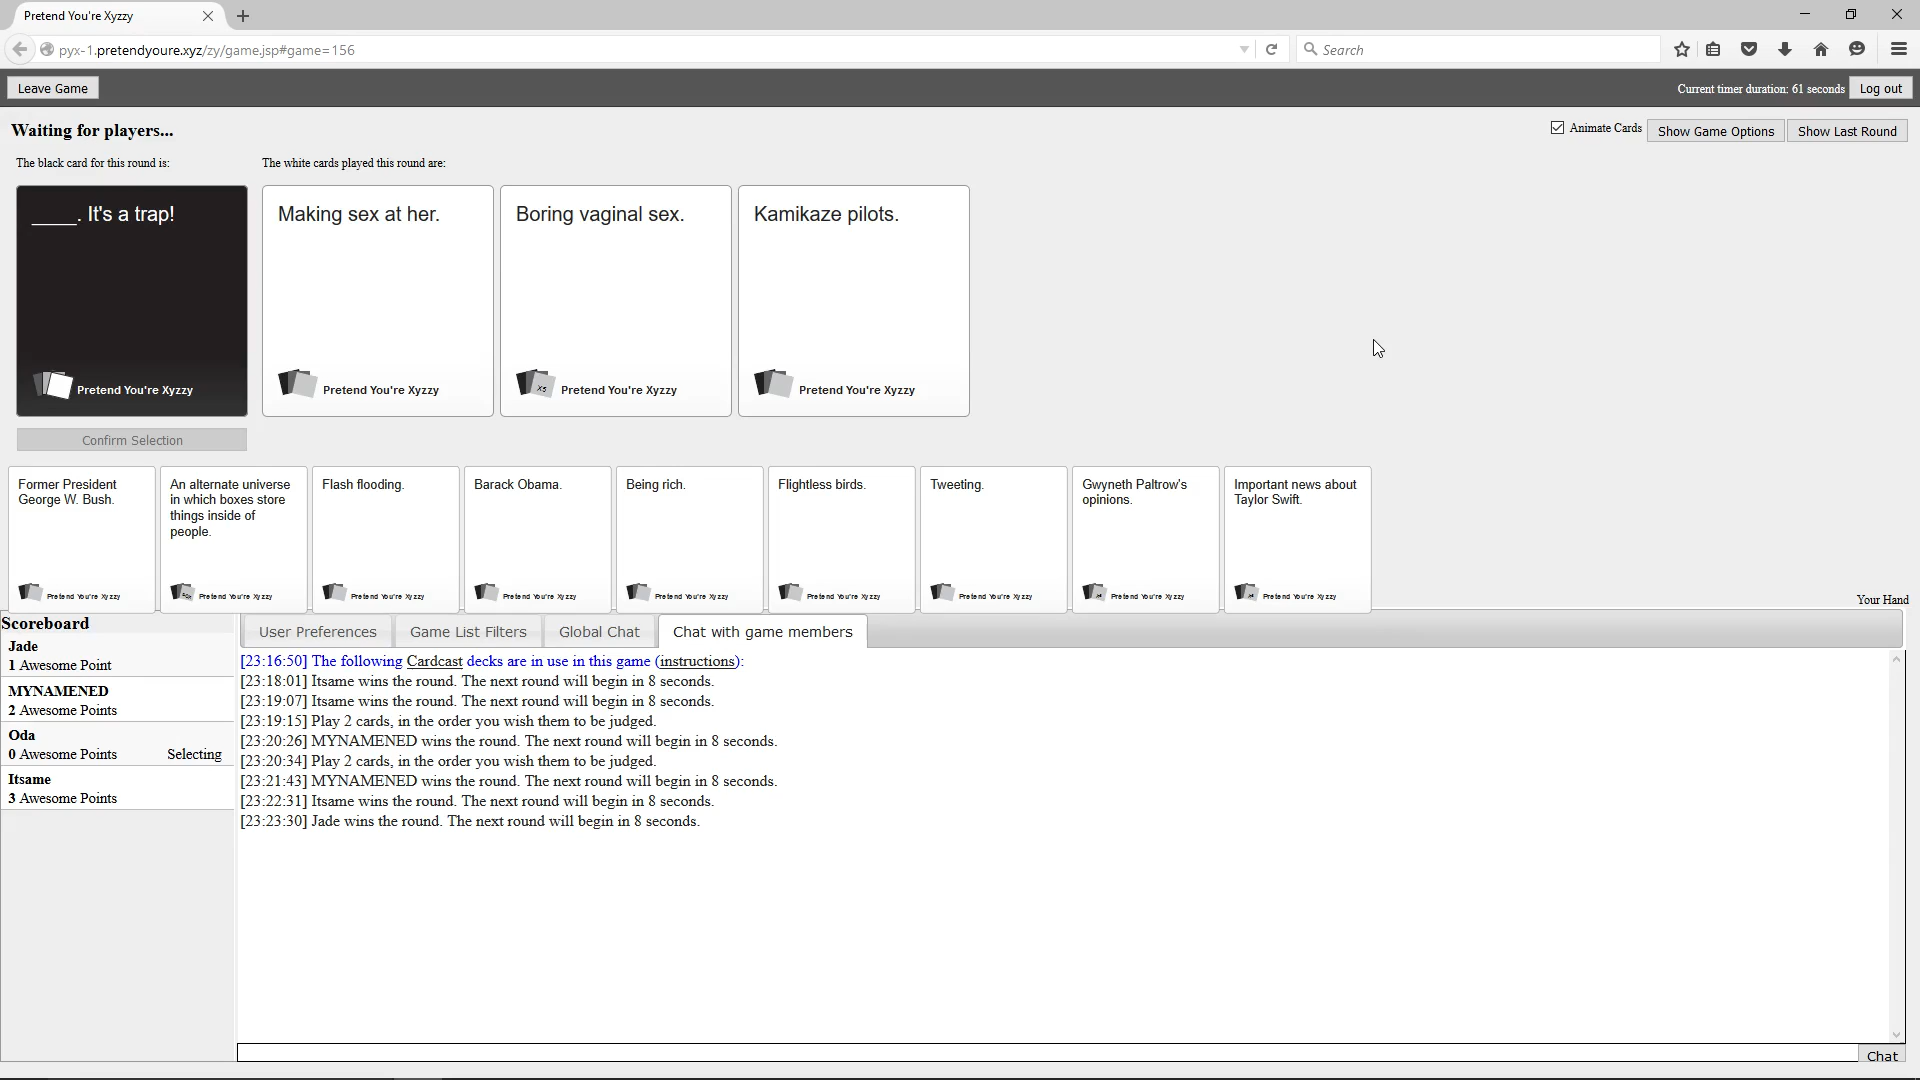 Pretend You're Xyzzy
pyx-1.pretendyoure.xyz/zy/game.jsp#game=156
Search
Leave Game
Current timer duration: 61 seconds
Log out
Waiting for players...
Animate Cards
Show Game Options
Show Last Round
The black card for this round is:
The white cards played this round are:
____. It's a trap!
Pretend You're Xyzzy
Making sex at her.
Pretend You're Xyzzy
Boring vaginal sex.
X5
Pretend You're Xyzzy
Kamikaze pilots.
Pretend You're Xyzzy
Confirm Selection
Former President
George W. Bush.
Pretend You're Xyzzy
An alternate universe
in which boxes store
things inside of
people.
Pretend You're Xyzzy
Flash flooding.
Pretend You're Xyzzy
Barack Obama.
Pretend You're Xyzzy
Being rich.
Pretend You're Xyzzy
Flightless birds.
Pretend You're Xyzzy
Tweeting.
Pretend You're Xyzzy
Gwyneth Paltrow's
opinions.
Pretend You're Xyzzy
Important news about
Taylor Swift.
Pretend You're Xyzzy
Your Hand
Scoreboard
Jade
1 Awesome Point
MYNAMENED
2 Awesome Points
Oda
0 Awesome Points
Selecting
Itsame
3 Awesome Points
User Preferences
Game List Filters
Global Chat
Chat with game members
[23:16:50] The following Cardcast decks are in use in this game (instructions):
[23:18:01] Itsame wins the round. The next round will begin in 8 seconds.
[23:19:07] Itsame wins the round. The next round will begin in 8 seconds.
[23:19:15] Play 2 cards, in the order you wish them to be judged.
[23:20:26] MYNAMENED wins the round. The next round will begin in 8 seconds.
[23:20:34] Play 2 cards, in the order you wish them to be judged.
[23:21:43] MYNAMENED wins the round. The next round will begin in 8 seconds.
[23:22:31] Itsame wins the round. The next round will begin in 8 seconds.
[23:23:30] Jade wins the round. The next round will begin in 8 seconds.
Chat